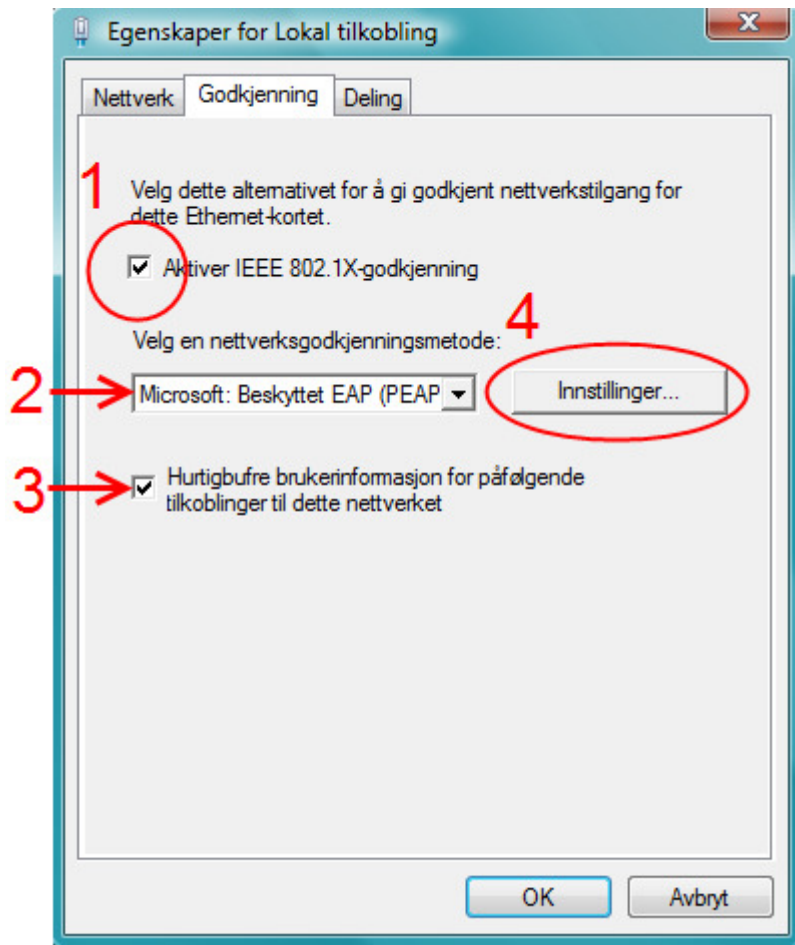 Egenskaper for Lokal tilkobling
Nettverk Godkjenning Deling
1
Velg dette alternativet for å gi godkjent nettverkstilgang for
dette Ethernet-kortet.
Aktiver IEEE 802.1X-godkjenning
4
Velg en nettverksgodkjenningsmetode:
2 Microsoft: Beskyttet EAP (PEAP Innstillinger...
3 Hurtigbufre brukerinformasjon for påfølgende
tilkoblinger til dette nettverket
OK Avbryt